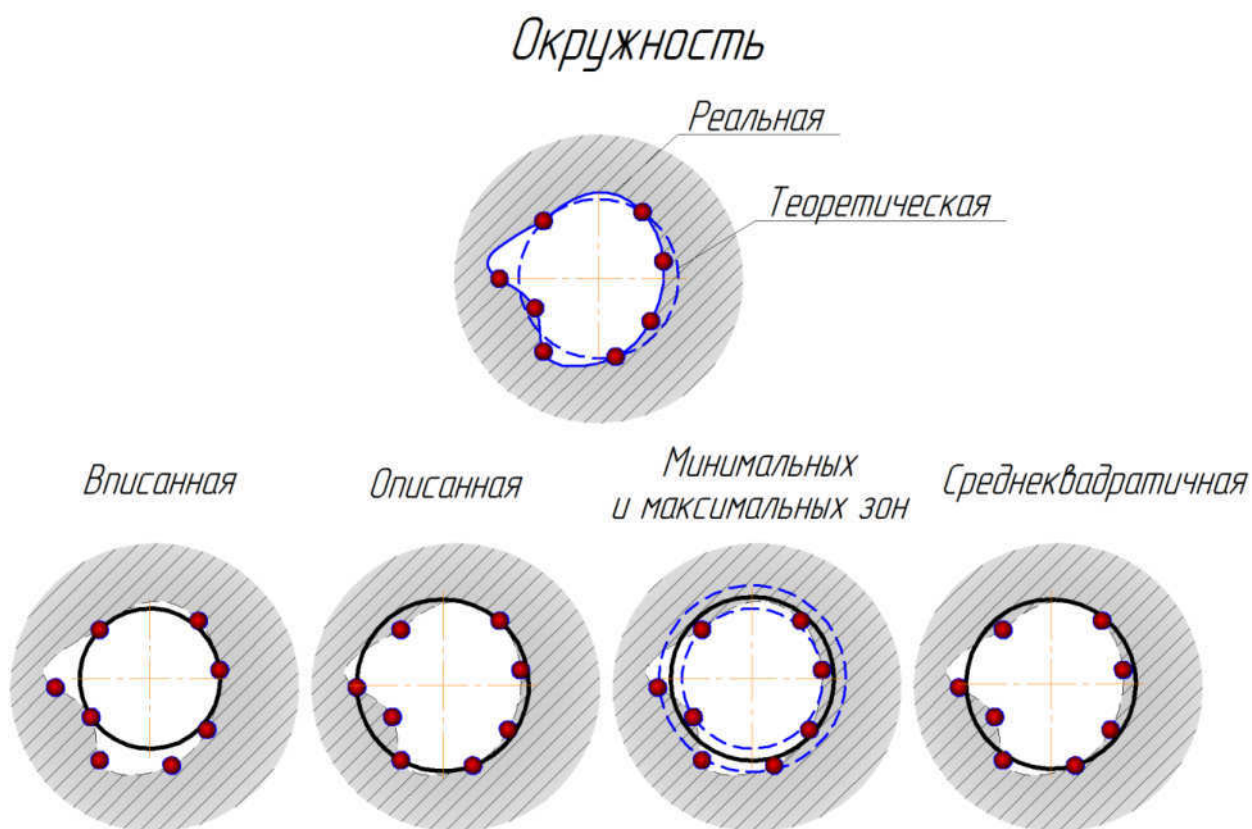 Окружность
Реальная
Теоретическая
Вписанная
Описанная
Минимальных
и максимальных зон
Среднеквадратичная